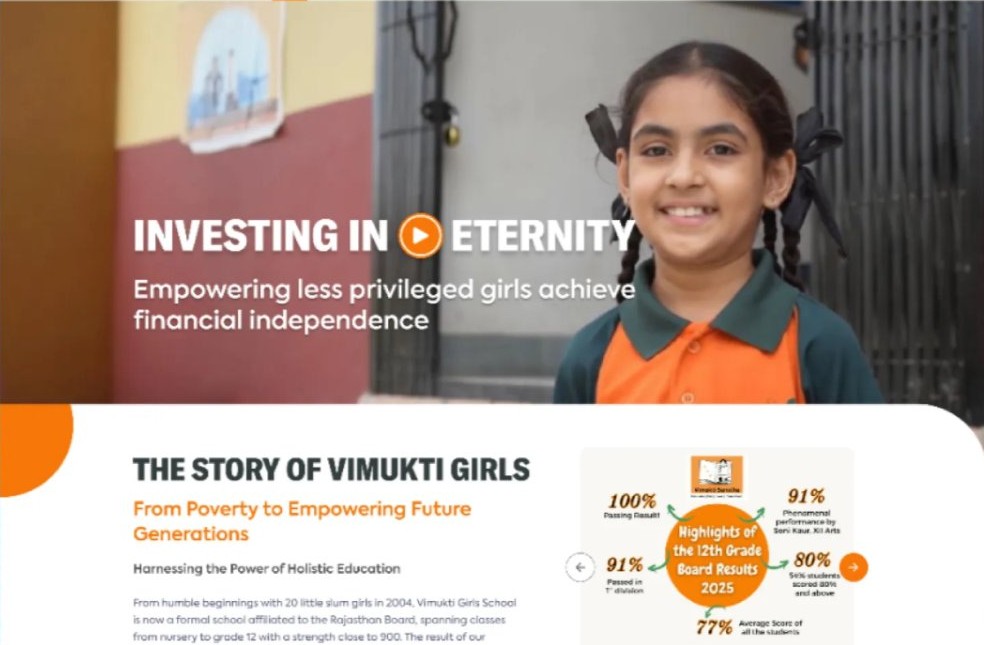 INVESTING IN ETERNITY
Empowering less privileged girls achieve
financial independence
THE STORY OF VIMUKTI GIRLS
From Poverty to Empowering Future
Generations
Harnessing the Power of Holistic Education
From humble beginnings with 20 little slum girls in 2004, Vimukti Girls School
is now a formal school affiliated to the Rajasthan Board, spanning classes
from nursery to grade 12 with a strength close to 900. The result of our
Vimukti Sanstha
100%
Passing Result!
91%
Phenomenal
performance by
Soni Kaur, XII Arts
Highlights of
the 12th Grade
Board Results
2025
91%
Passed in
1st division
80%
students
scored 80%
and above
77% Average Score of
all the students